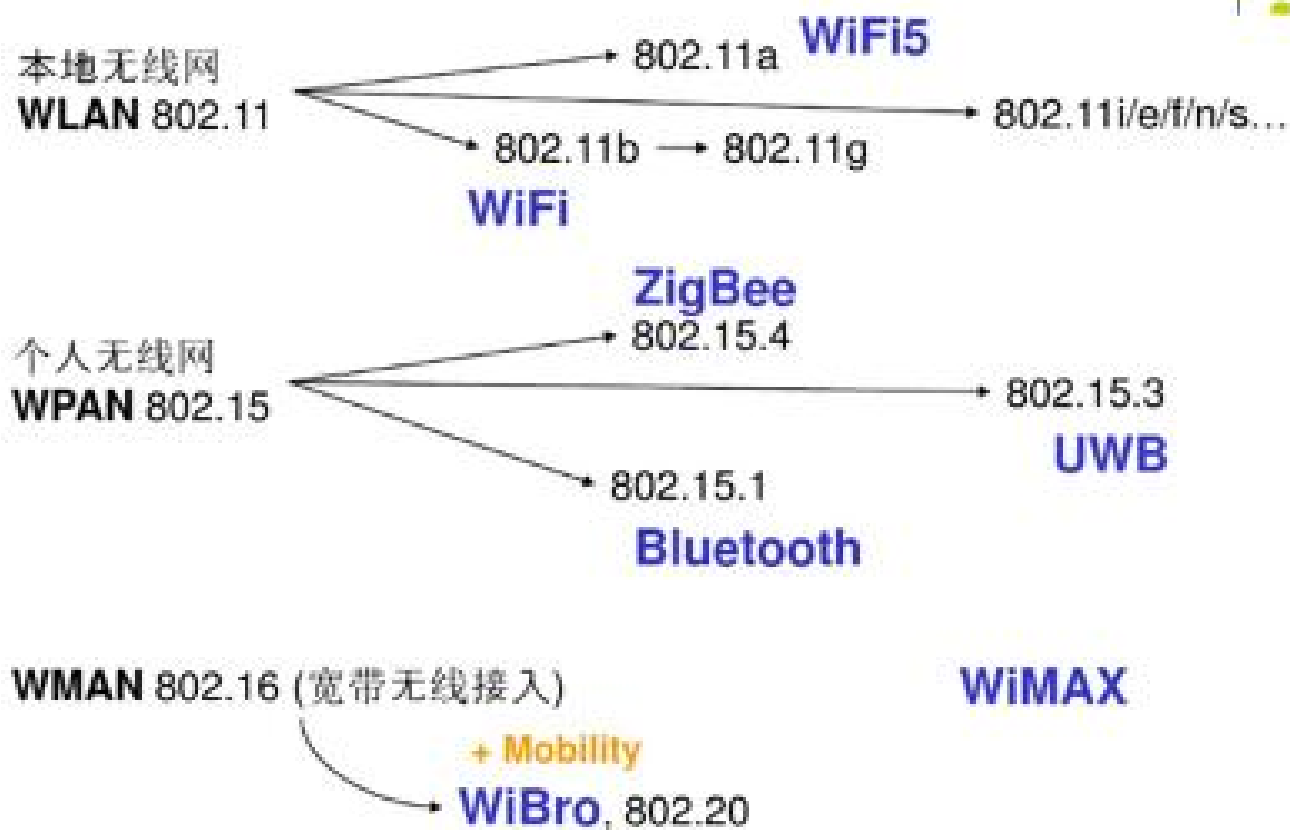 802.11a WiFi5
本地无线网
WLAN 802.11
802.11i/e/f/n/s...
802.11b 802.11g
WiFi
ZigBee
802.15.4
个人无线网
WPAN 802.15
802.15.3
UWB
802.15.1
Bluetooth
WMAN 802.16 (宽带无线接入) WiMAX
+ Mobility
WiBro, 802.20